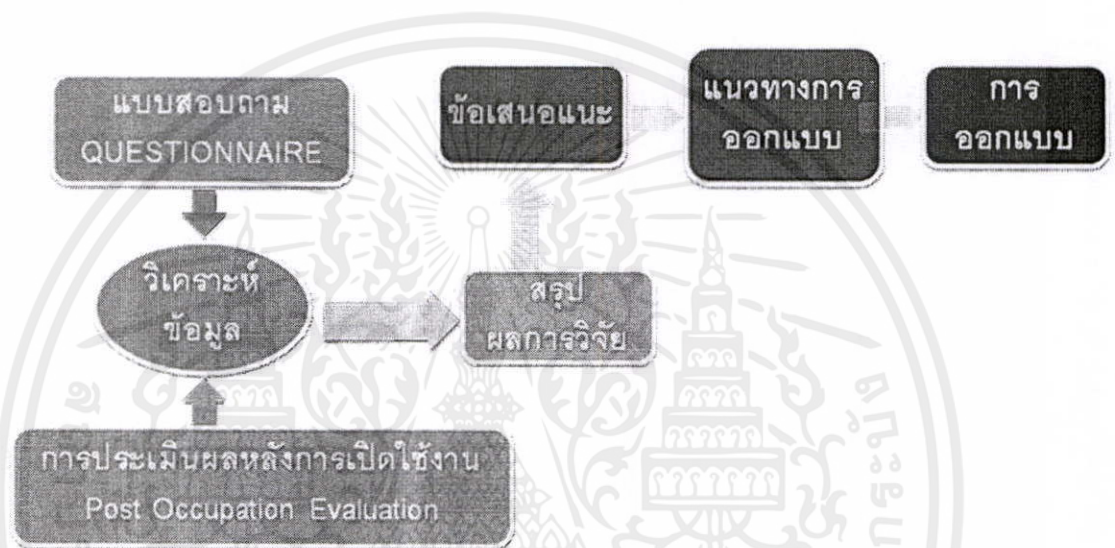 แบบสอบถาม
QUESTIONNAIRE
วิเคราะห์
ข้อมูล
การประเมินผลหลังการเปิดใช้งาน
Post Occupation Evaluation
สรุป
ผลการวิจัย
ข้อเสนอแนะ
แนวทางการ
ออกแบบ
การ
ออกแบบ